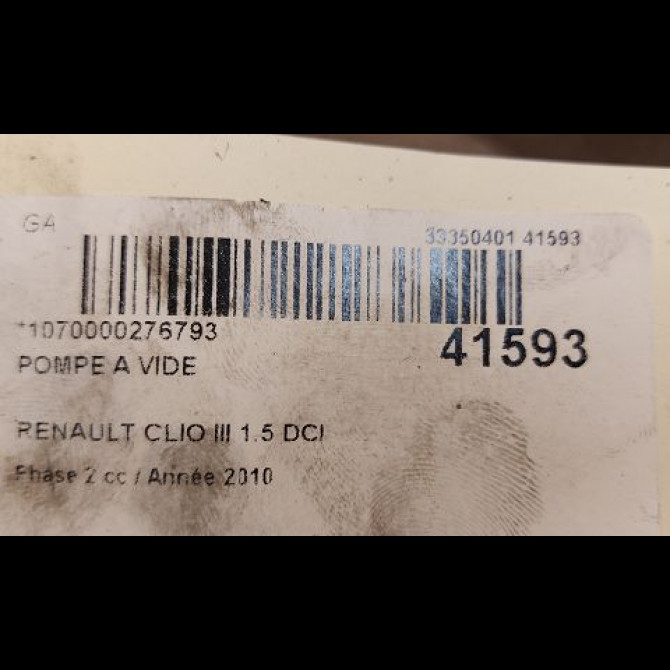 GA
33350401 41593
*1070000276793
41593
POMPE A VIDE
RENAULT CLIO III 1.5 DCI
Phase 2 cc / Année 2010